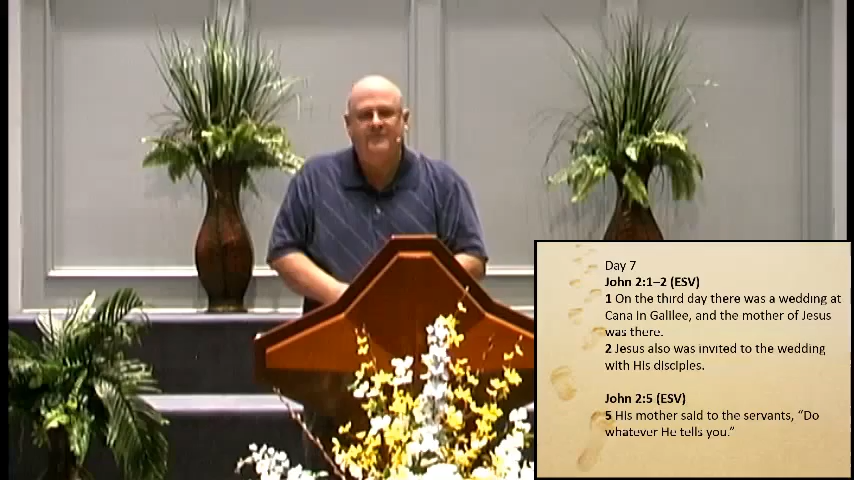 Day 7
John 2:1–2 (ESV)
1 On the third day there was a wedding at
Cana in Galilee, and the mother of Jesus
was there.
2 Jesus also was invited to the wedding
with His disciples.
John 2:5 (ESV)
5 His mother said to the servants, “Do
whatever He tells you.”